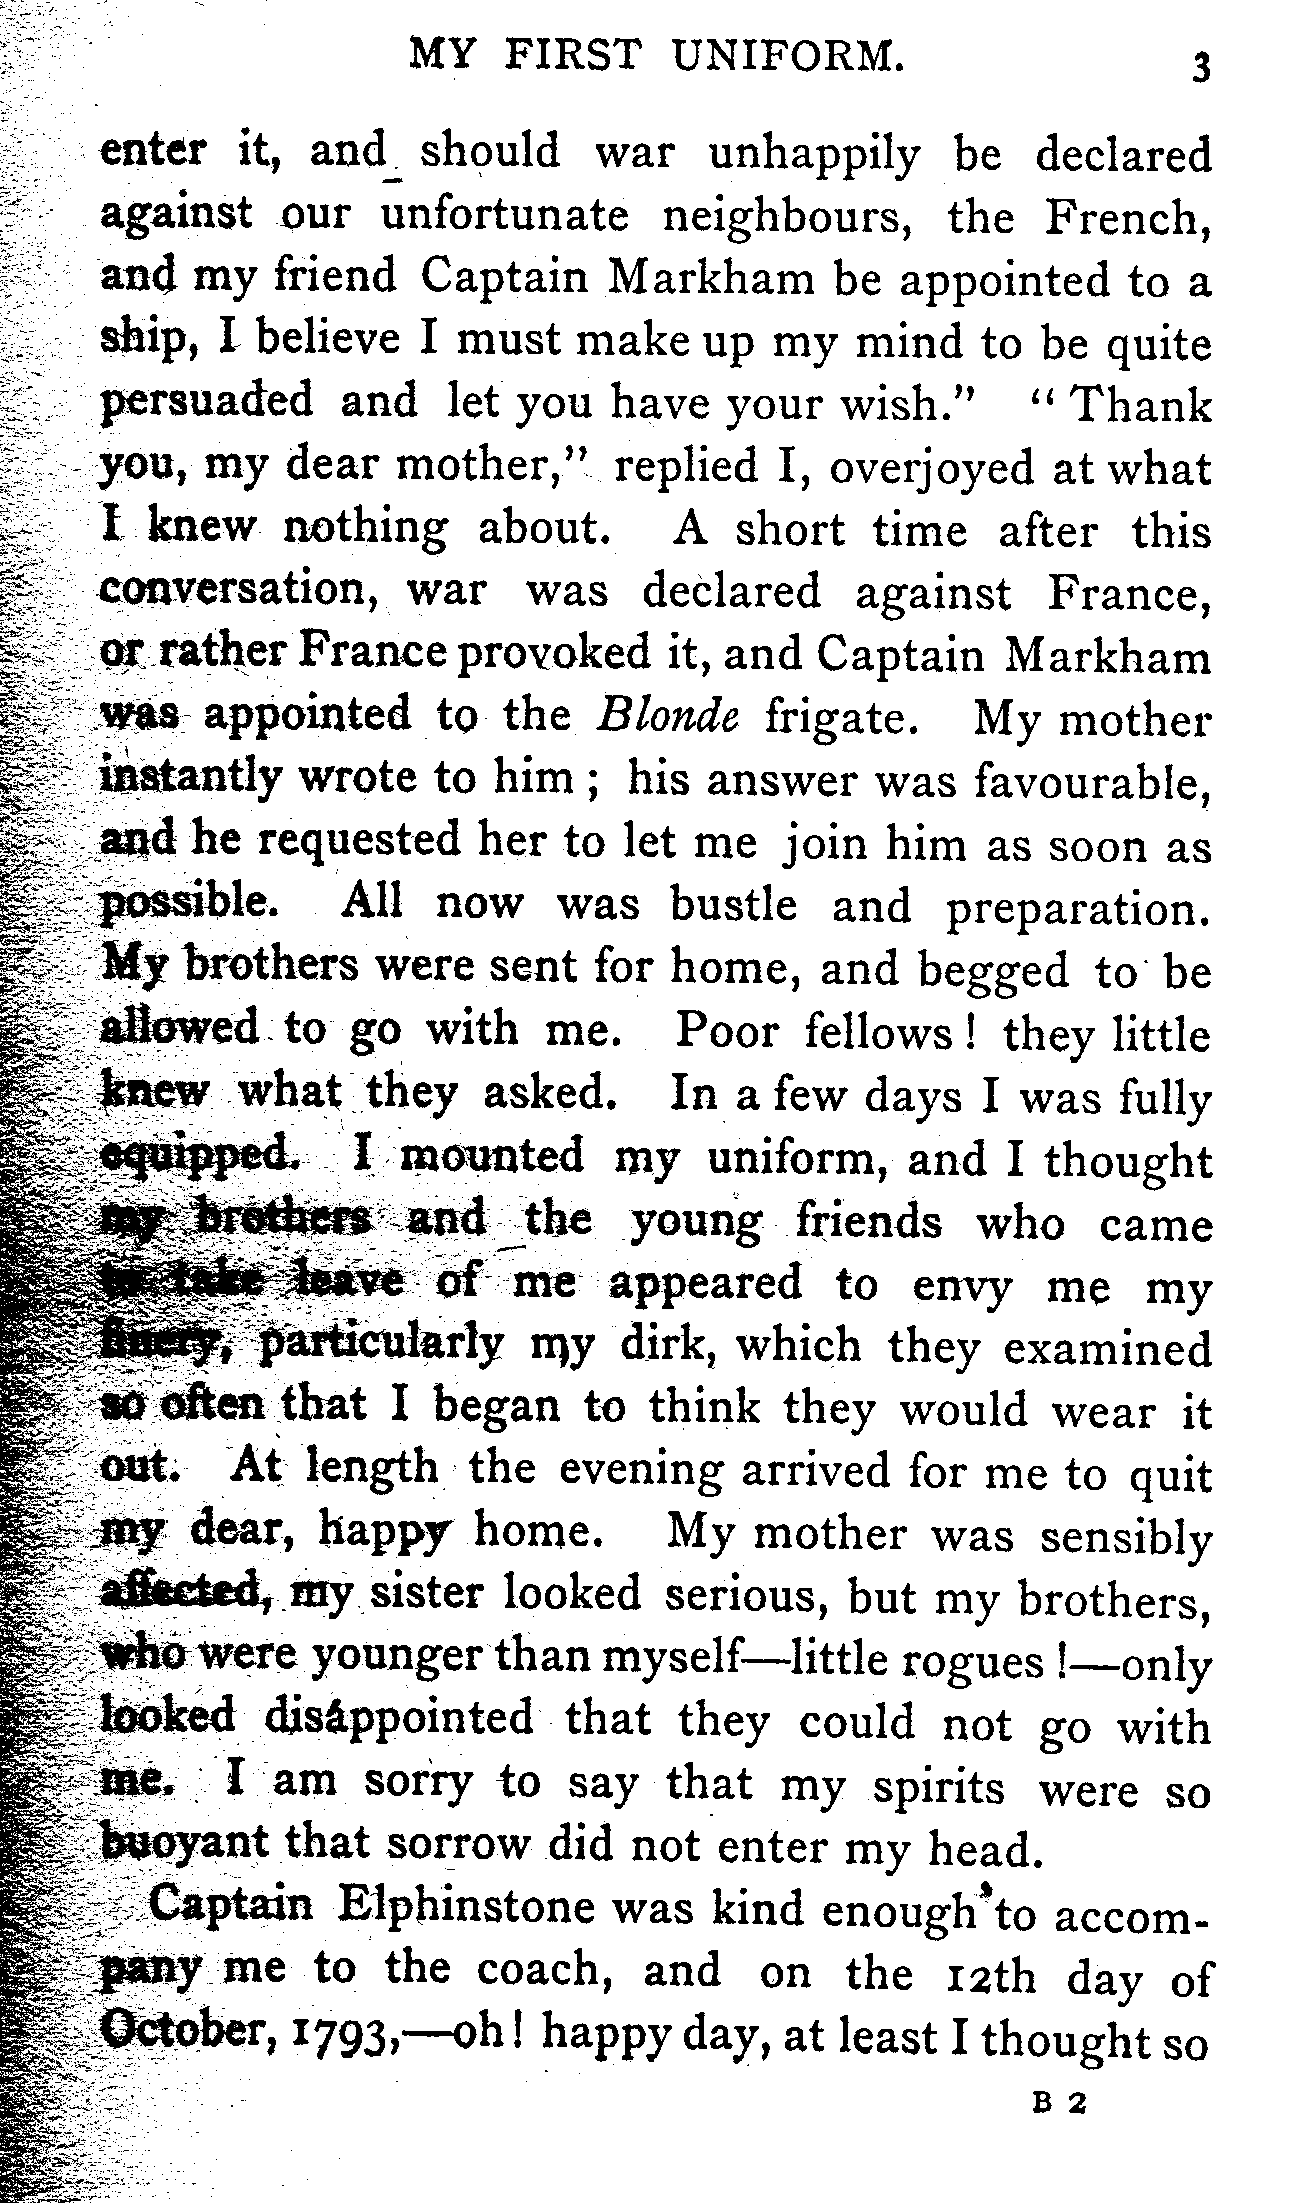 MY FIRST UNIFORM. 3
enter it, and should war unhappily be declared
against our unfortunate neighbours, the French,
and my friend Captain Markham be appointed to a
ship, I believe I must make up my mind to be quite
persuaded and let you have your wish." " Thank
you, my dear mother," replied I, overjoyed at what
I knew nothing about. A short time after this
conversation, war was declared against France,
or rather France provoked it, and Captain Markham
was appointed to the Blonde frigate. My mother
instantly wrote to him ; his answer was favourable,
and he requested her to let me join him as soon as
possible. All now was bustle and preparation.
My brothers were sent for home, and begged to be
allowed to go with me. Poor fellows ! they little
knew what they asked. In a few days I was fully
equipped. I mounted my uniform, and I thought
my brothers and the young friends who came
to take leave of me appeared to envy me my
finery, particularly my dirk, which they examined
so often that I began to think they would wear it
out. At length the evening arrived for me to quit
my dear, happy home. My mother was sensibly
affected, my sister looked serious, but my brothers,
who were younger than myself—little rogues !—only
looked disappointed that they could not go with
me. I am sorry to say that my spirits were so
buoyant that sorrow did not enter my head.
Captain Elphinstone was kind enough to accom-
pany me to the coach, and on the 12th day of
October, 1793,—oh! happy day, at least I thought so
B 2